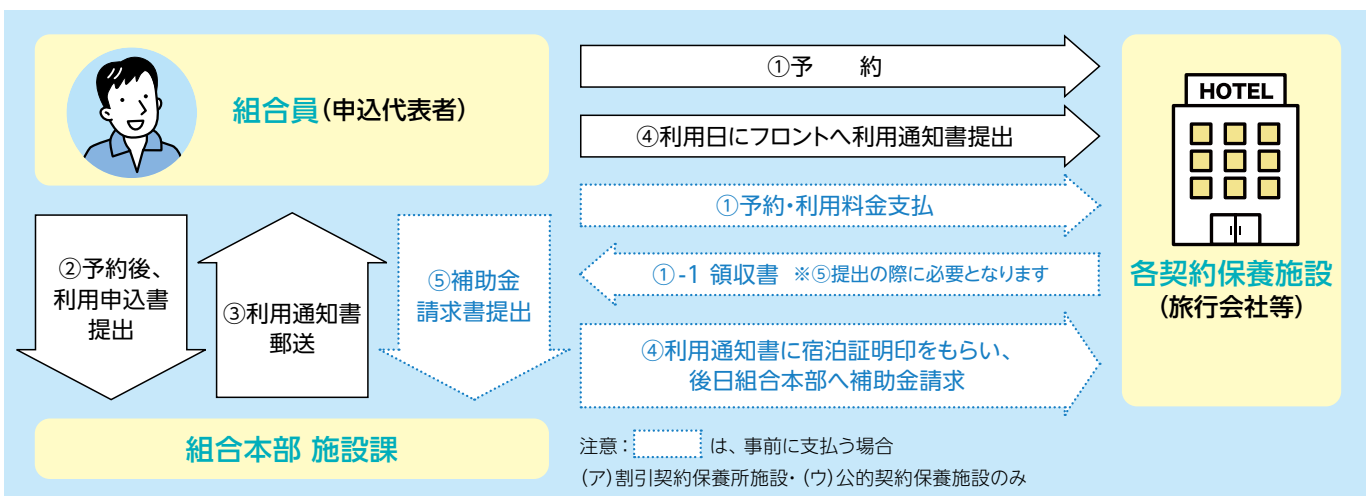 組合員(申込代表者)
①予　約
HOTEL
④利用日にフロントへ利用通知書提出
①予約・利用料金支払
①-1 領収書 ※⑤提出の際に必要となります
④利用通知書に宿泊証明印をもらい、
後日組合本部へ補助金請求
各契約保養施設
(旅行会社等)
②予約後、
利用申込書
提出
③利用通知書
郵送
⑤補助金
請求書提出
組合本部 施設課
注意： は、事前に支払う場合
(ア)割引契約保養所施設・(ウ)公的契約保養施設のみ